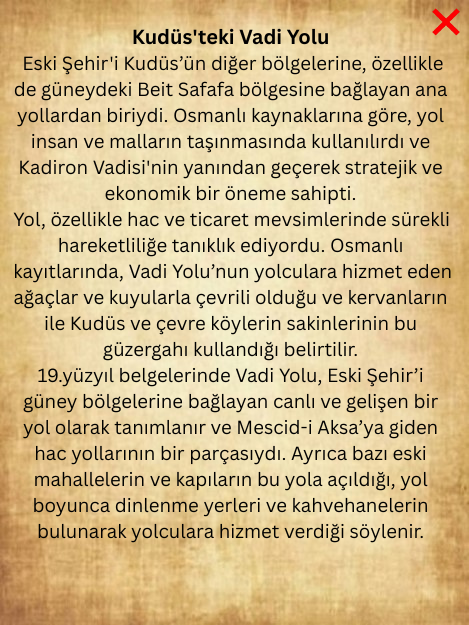 Kudüs'teki Vadi Yolu
Eski Şehir'i Kudüs’ün diğer bölgelerine, özellikle
de güneydeki Beit Safafa bölgesine bağlayan ana
yollardan biriydi. Osmanlı kaynaklarına göre, yol
insan ve malların taşınmasında kullanılırdı ve
Kadiron Vadisi'nin yanından geçerek stratejik ve
ekonomik bir öneme sahipti.
Yol, özellikle hac ve ticaret mevsimlerinde sürekli
hareketliliğe tanıklık ediyordu. Osmanlı
kayıtlarında, Vadi Yolu’nun yolculara hizmet eden
ağaçlar ve kuyularla çevrili olduğu ve kervanların
ile Kudüs ve çevre köylerin sakinlerinin bu
güzergahı kullandığı belirtilir.
19.yüzyıl belgelerinde Vadi Yolu, Eski Şehir’i
güney bölgelerine bağlayan canlı ve gelişen bir
yol olarak tanımlanır ve Mescid-i Aksa’ya giden
hac yollarının bir parçasıydı. Ayrıca bazı eski
mahallelerin ve kapıların bu yola açıldığı, yol
boyunca dinlenme yerleri ve kahvehanelerin
bulunarak yolculara hizmet verdiği söylenir.